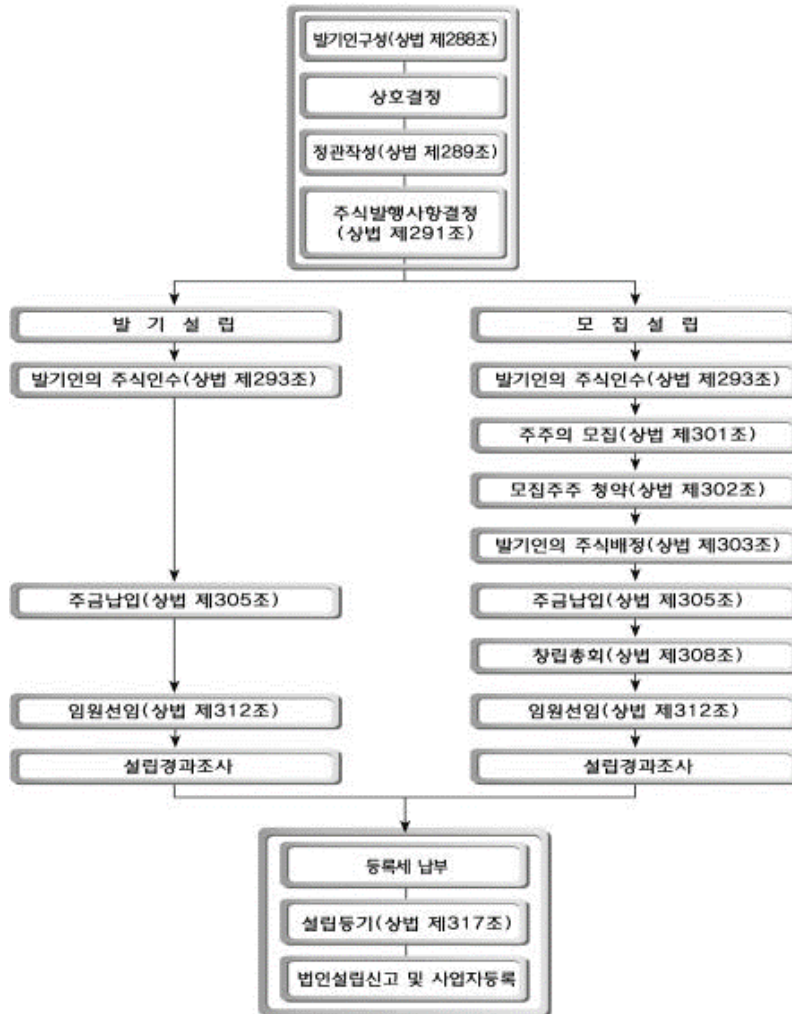 발기인구성(상법 제288조)
상호결정
정관작성(상법 제289조)
주식발행사항결정
(상법 제291조)
발 기 설 립
발기인의 주식인수(상법 제293조)
주금납입(상법 제305조)
임원선임(상법 제312조)
설립경과조사
모 집 설 립
발기인의 주식인수(상법 제293조)
주주의 모집(상법 제301조)
모집주주 청약(상법 제302조)
발기인의 주식배정(상법 제303조)
주금납입(상법 제305조)
창립총회(상법 제308조)
임원선임(상법 제312조)
설립경과조사
등록세 납부
설립등기(상법 제317조)
법인설립신고 및 사업자등록